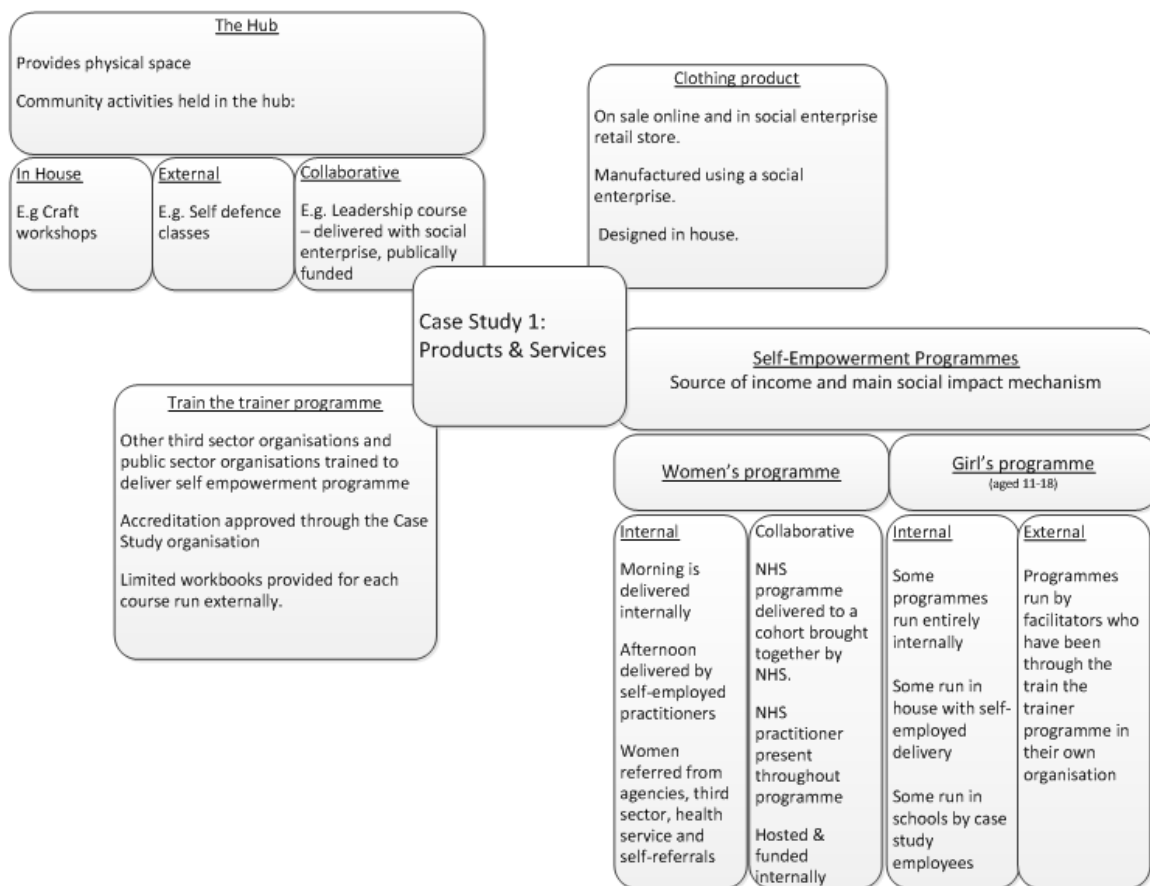 The Hub
Provides physical space
Community activities held in the hub:
In House
E.g Craft
workshops
External
E.g. Self defence
classes
Collaborative
E.g. Leadership course
– delivered with social
enterprise, publically
funded
Clothing product
On sale online and in social enterprise
retail store.
Manufactured using a social
enterprise.
Designed in house.
Case Study 1:
Products & Services
Train the trainer programme
Other third sector organisations and
public sector organisations trained to
deliver self empowerment programme
Accreditation approved through the Case
Study organisation
Limited workbooks provided for each
course run externally.
Self-Empowerment Programmes
Source of income and main social impact mechanism
Women's programme
Girl's programme
(aged 11-18)
Internal
Morning is
delivered
internally
Afternoon
delivered by
self-employed
practitioners
Women
referred from
agencies, third
sector, health
service and
self-referrals
Collaborative
NHS
programme
delivered to a
cohort brought
together by
NHS.
NHS
practitioner
present
throughout
programme
Hosted &
funded
internally
Internal
Some
programmes
run entirely
internally
Some run in
house with self-
employed
delivery
Some run in
schools by case
study
employees
External
Programmes
run by
facilitators who
have been
through the
train the
trainer
programme in
their own
organisation